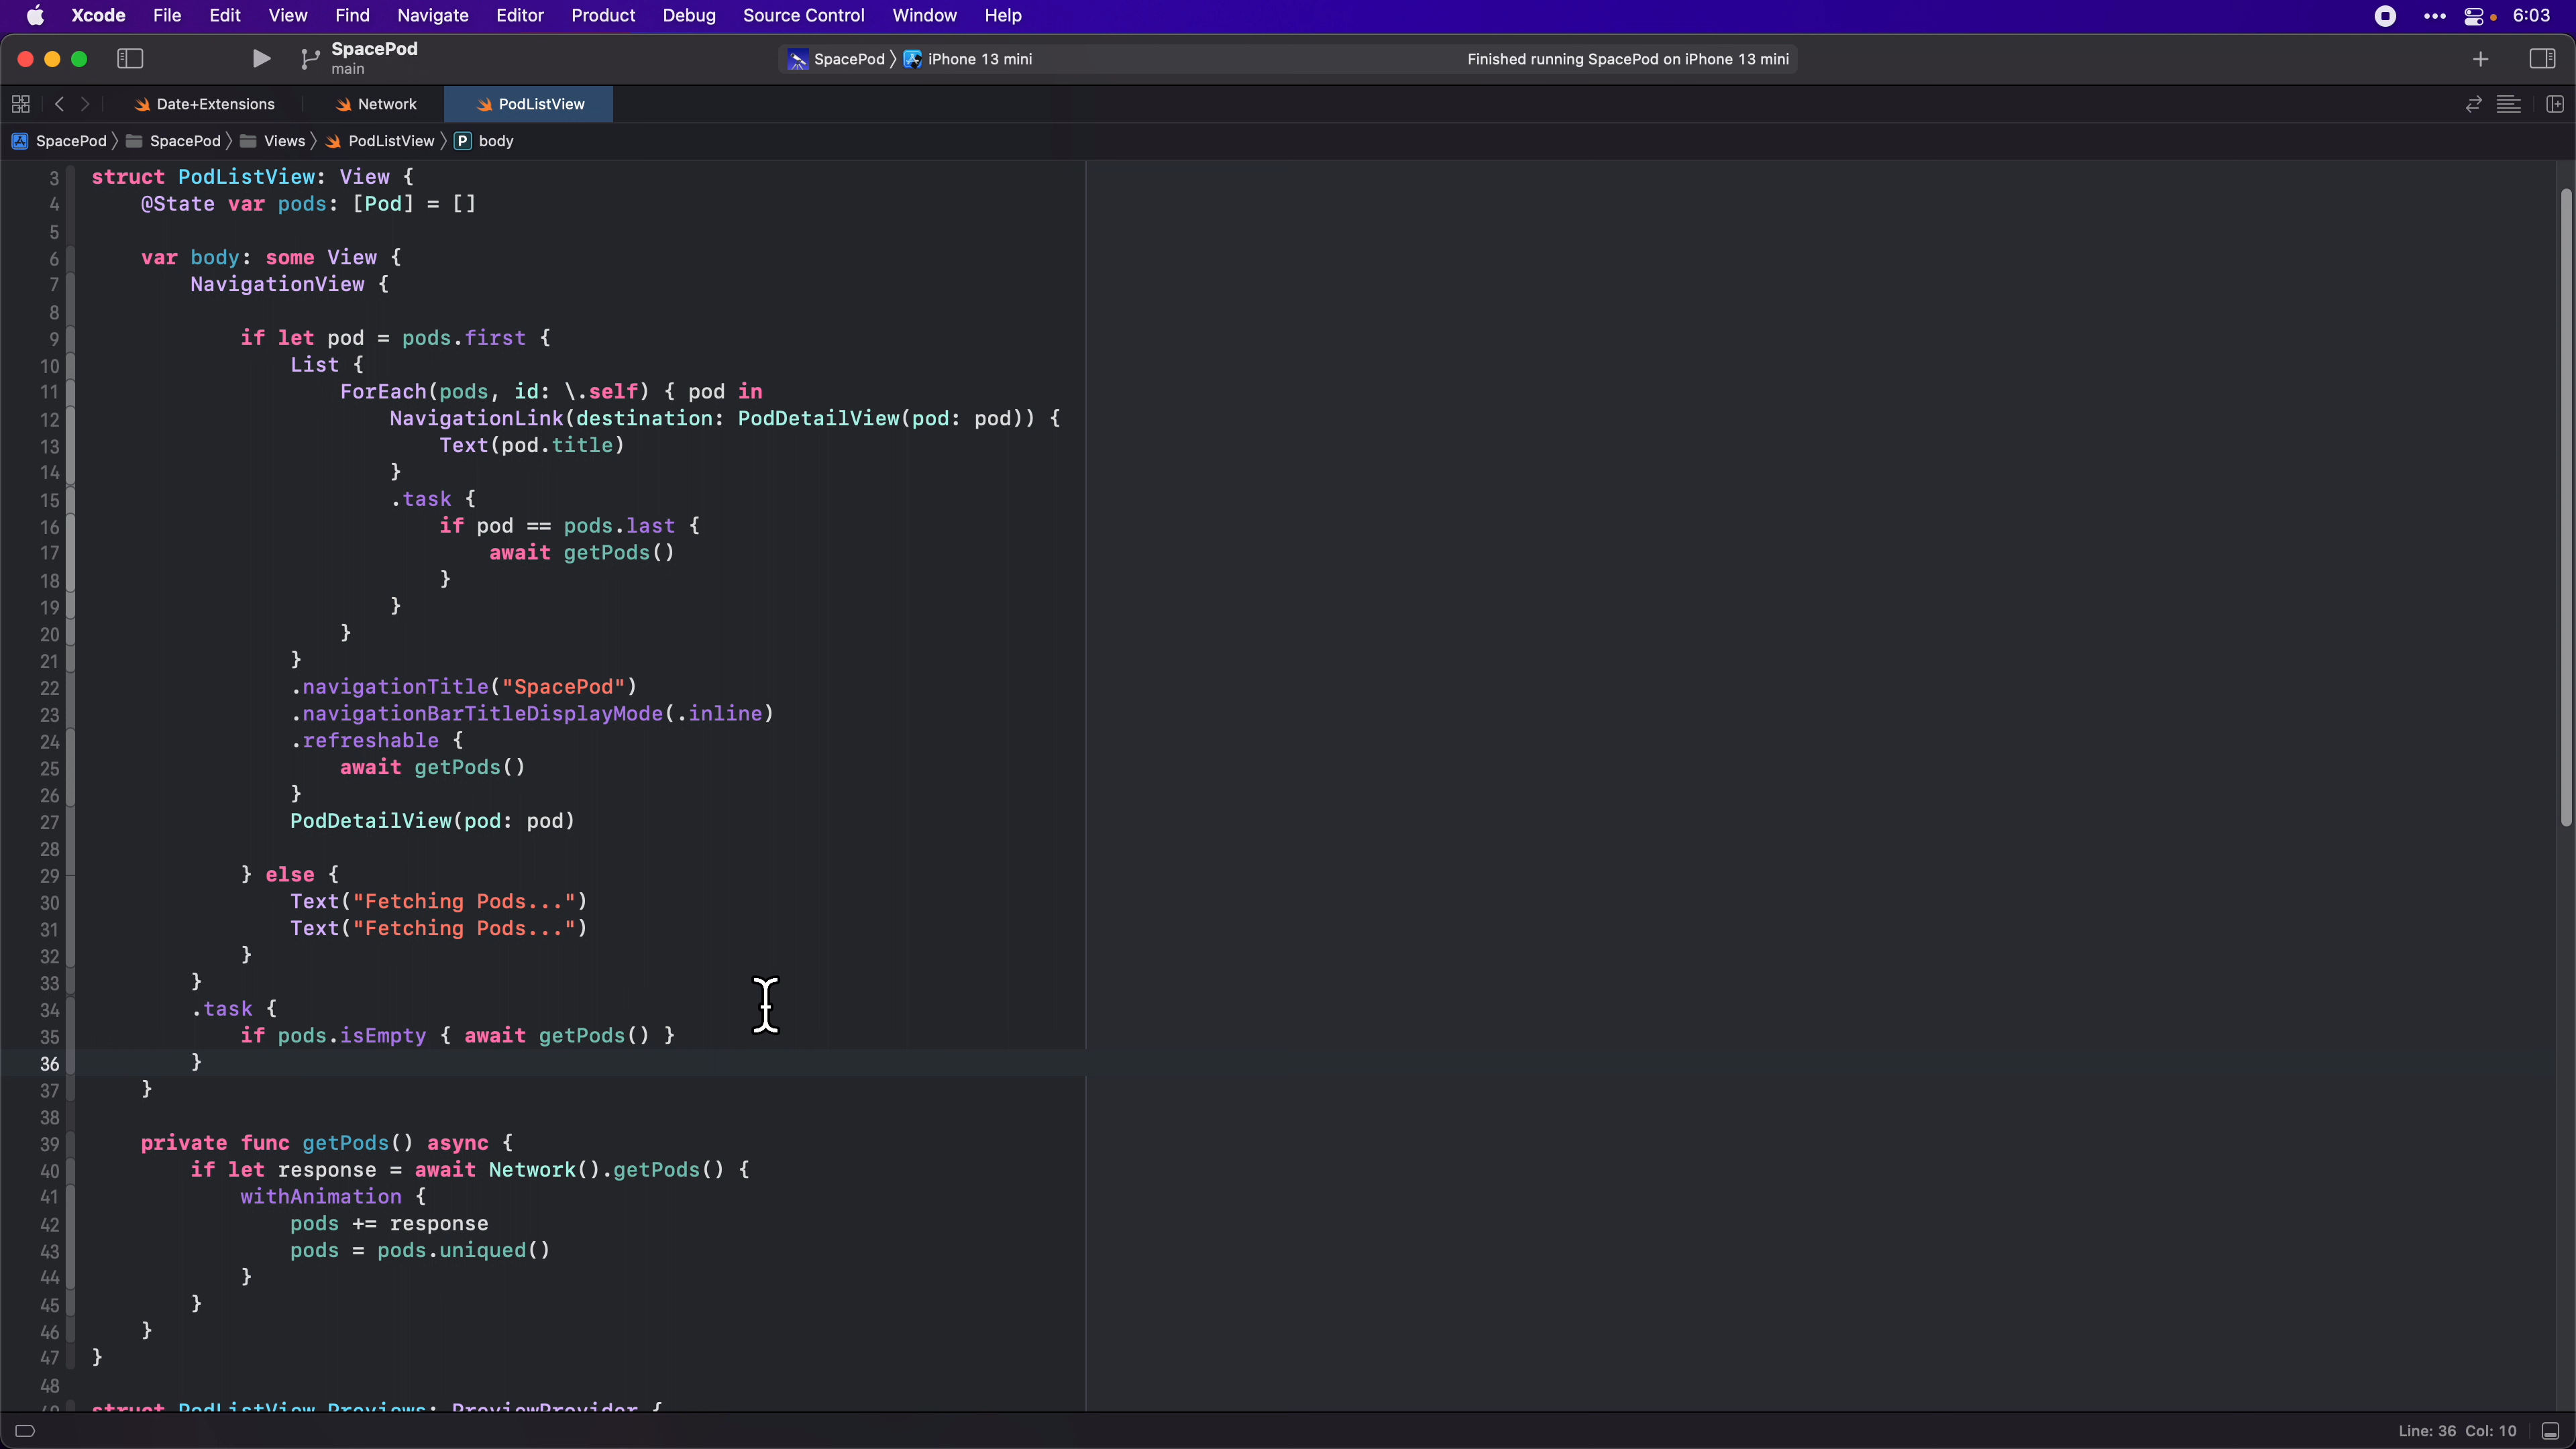 Xcode File Edit View Find Navigate Editor Product Debug Source Control Window Help 6:03
SpacePod
main
SpacePod 〉 iPhone 13 mini
Finished running SpacePod on iPhone 13 mini
Date+Extensions Network PodListView
SpacePod 〉 SpacePod 〉 Views 〉 PodListView 〉 P body
3 struct PodListView: View {
4 @State var pods: [Pod] = []
5
6 var body: some View {
7 NavigationView {
8
9 if let pod = pods.first {
10 List {
11 ForEach(pods, id: \.self) { pod in
12 NavigationLink(destination: PodDetailView(pod: pod)) {
13 Text(pod.title)
14 }
15 .task {
16 if pod == pods.last {
17 await getPods()
18 }
19 }
20 }
21 }
22 .navigationTitle("SpacePod")
23 .navigationBarTitleDisplayMode(.inline)
24 .refreshable {
25 await getPods()
26 }
27 PodDetailView(pod: pod)
28
29 } else {
30 Text("Fetching Pods...")
31 Text("Fetching Pods...")
32 }
33 }
34 .task {
35 if pods.isEmpty { await getPods() }
36 }
37 }
38
39 private func getPods() async {
40 if let response = await Network().getPods() {
41 withAnimation {
42 pods += response
43 pods = pods.uniqued()
44 }
45 }
46 }
47 }
48
49 struct PodListView_Previews: PreviewProvider {
Line: 36 Col: 10